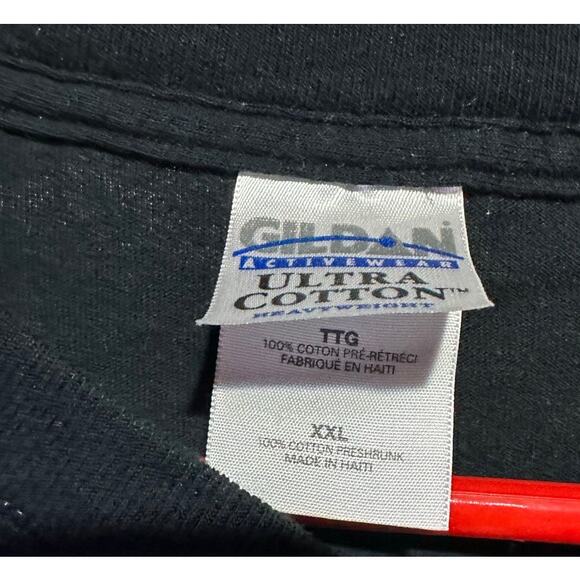 GILDAN
ACTIVEWEAR
ULTRA
COTTON™
HEAVYWEIGHT
TTG
100% COTON PRÉ-RÉTRÉCI
FABRIQUÉ EN HAITI
XXL
100% COTTON PRESHRUNK
MADE IN HAITI